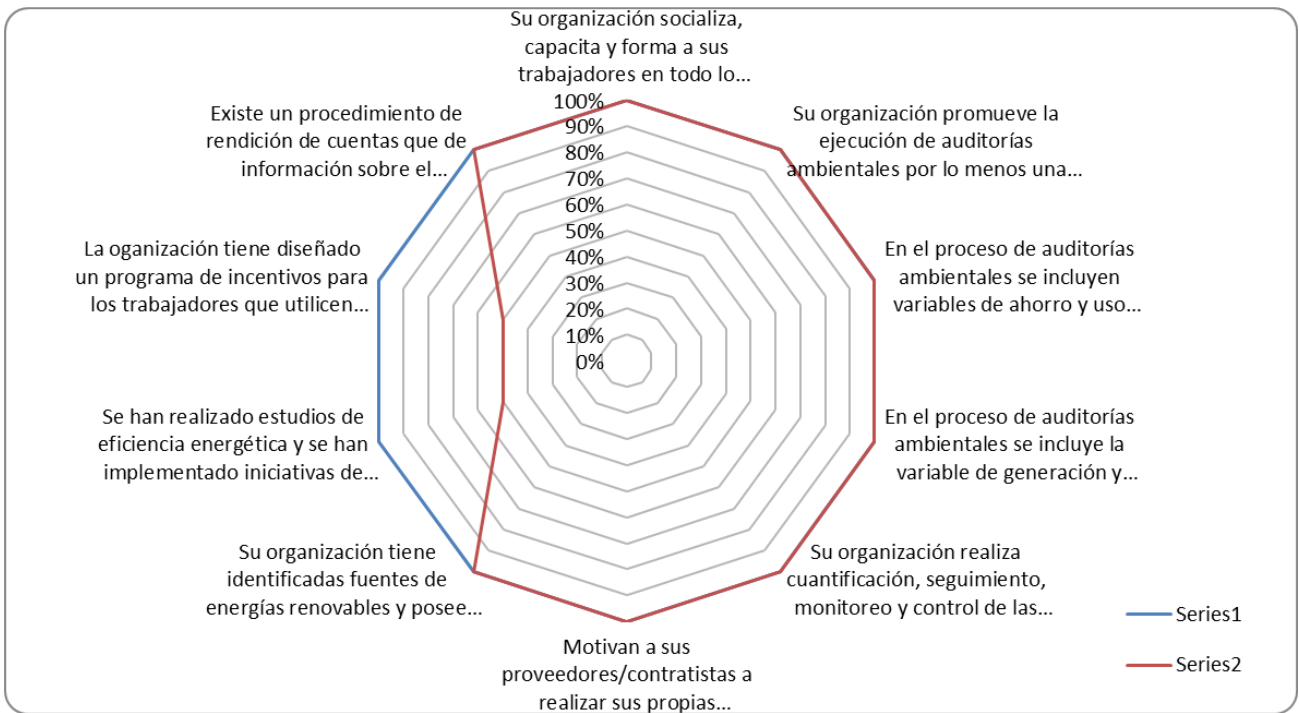 Su organización socializa,
capacita y forma a sus
trabajadores en todo lo...
Su organización promueve la
ejecución de auditorías
ambientales por lo menos una...
En el proceso de auditorías
ambientales se incluyen
variables de ahorro y uso...
En el proceso de auditorías
ambientales se incluye la
variable de generación y...
Su organización realiza
cuantificación, seguimiento,
monitoreo y control de las...
Motivan a sus
proveedores/contratistas a
realizar sus propias...
Su organización tiene
identificadas fuentes de
energías renovables y posee...
Se han realizado estudios de
eficiencia energética y se han
implementado iniciativas de...
La oganización tiene diseñado
un programa de incentivos para
los trabajadores que utilicen...
Existe un procedimiento de
rendición de cuentas que de
información sobre el...
100%
90%
80%
70%
60%
50%
40%
30%
20%
10%
0%
Series1
Series2